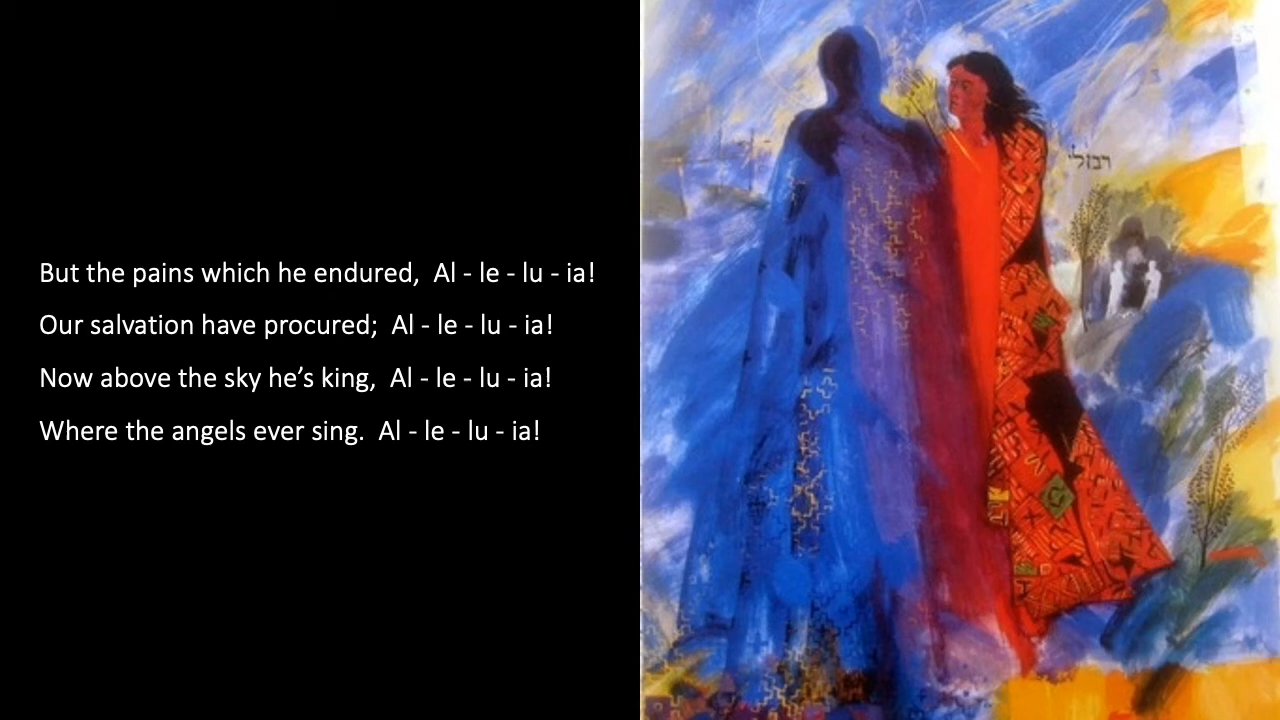 But the pains which he endured,  Al - le - lu - ia!
Our salvation have procured;  Al - le - lu - ia!
Now above the sky he’s king,  Al - le - lu - ia!
Where the angels ever sing.  Al - le - lu - ia!
רבולי